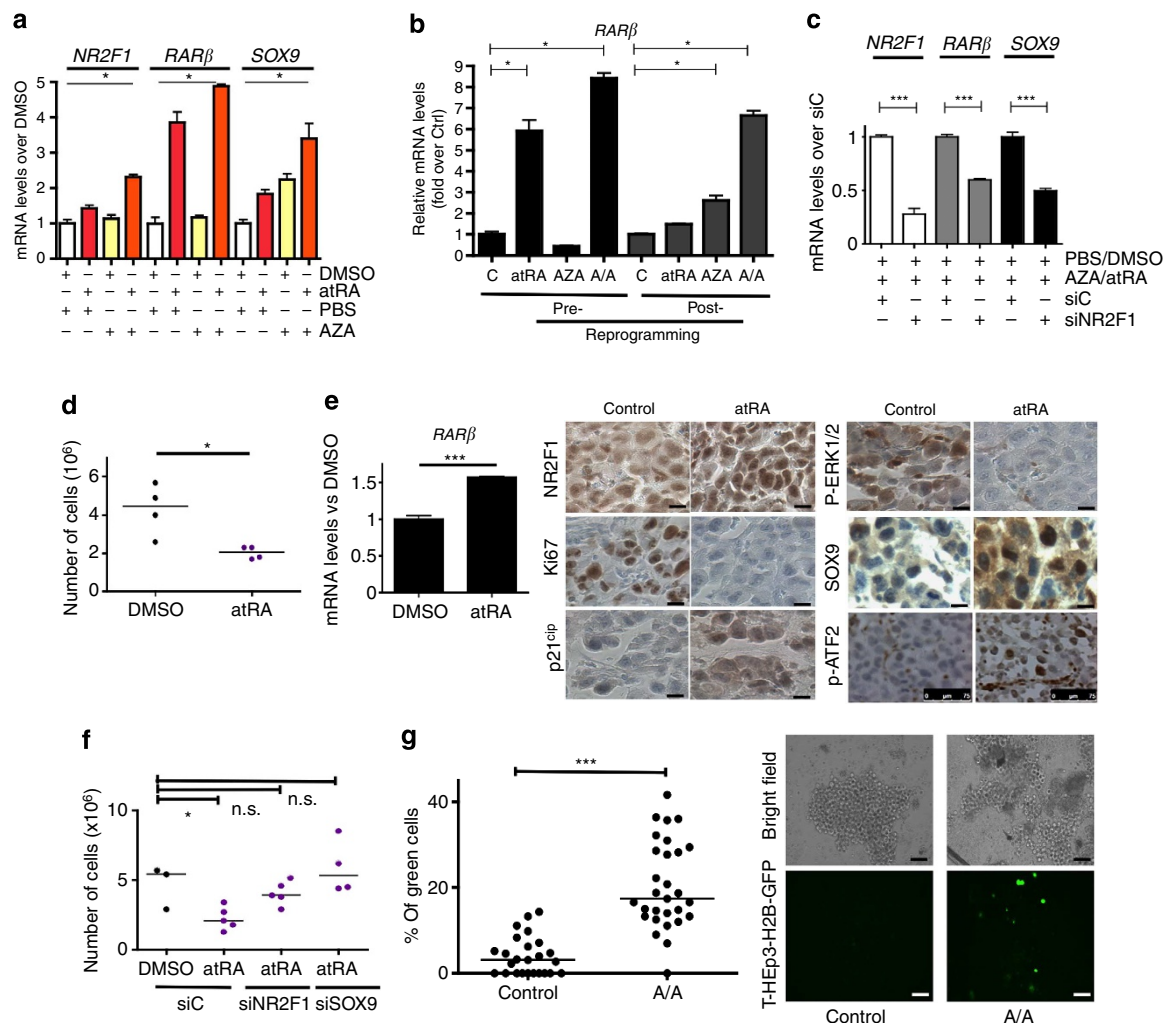 a
NR2F1 RARβ SOX9
* * *
mRNA levels over DMSO
5
4
3
2
1
0
+ – + – + – + – + – + – DMSO
– + – + – + – + – + – + atRA
+ + – – + + – – + + – – PBS
– – + + – – + + – – + + AZA
b
RARβ
* *
* *
Relative mRNA levels
(fold over Ctrl)
9
8
7
6
5
4
3
2
1
0
C atRA AZA A/A C atRA AZA A/A
Pre- Post-
Reprogramming
c
NR2F1 RARβ SOX9
*** *** ***
mRNA levels over siC
1
0.5
0
+ + + + + + PBS/DMSO
+ + + + + + AZA/atRA
+ – + – + – siC
– + – + – + siNR2F1
d
*
Number of cells (10⁶)
6
4
2
0
DMSO atRA
e
RARβ
***
mRNA levels vs DMSO
1.5
1
0.5
0
DMSO atRA
Control atRA
NR2F1
Ki67
p21cip
Control atRA
P-ERK1/2
SOX9
p-ATF2
0 µm 75
0 µm 75
f
n.s.
n.s.
*
Number of cells (x10⁶)
10
5
0
DMSO atRA atRA atRA
siC siNR2F1 siSOX9
g
***
% Of green cells
40
20
0
Control A/A
Bright field
T-HEp3-H2B-GFP
Control A/A